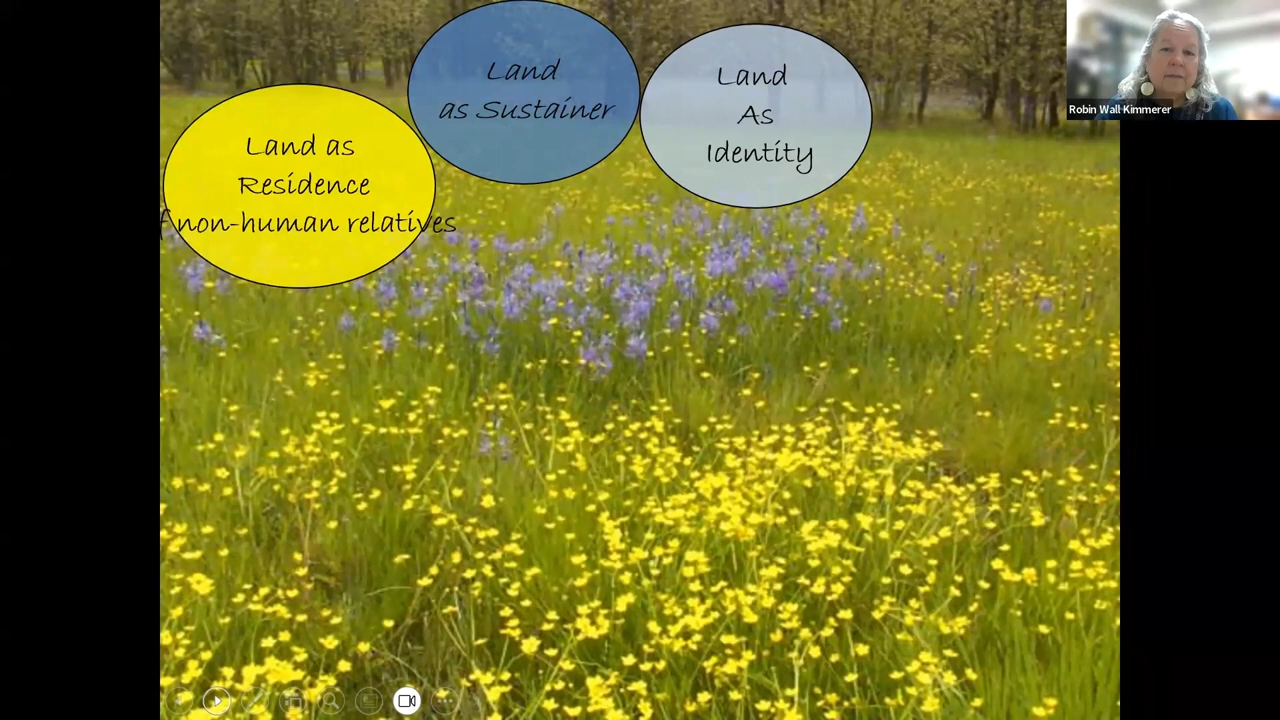 Land as
Residence
non-human relatives
Land
as Sustainer
Land
As
Identity
Robin Wall Kimmerer